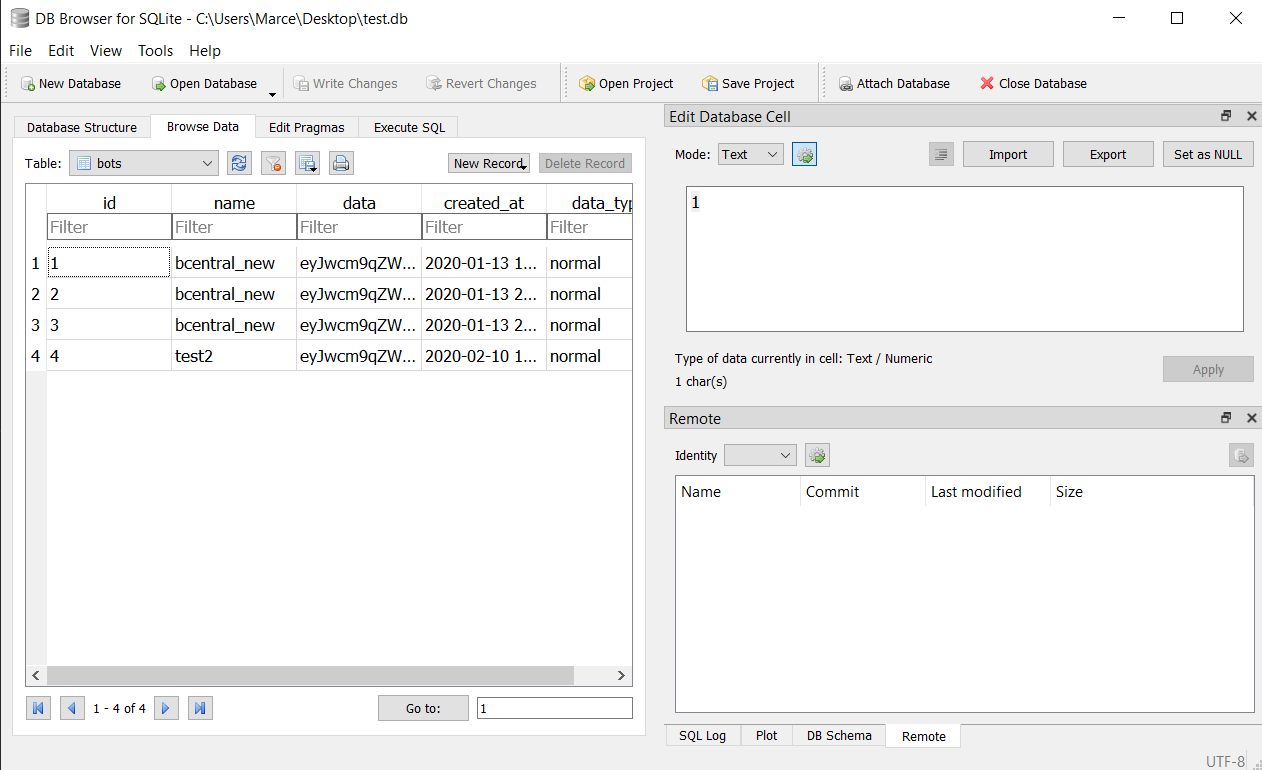 DB Browser for SQLite - C:\Users\Marce\Desktop\test.db
File Edit View Tools Help
New Database Open Database Write Changes Revert Changes Open Project Save Project Attach Database Close Database
Database Structure Browse Data Edit Pragmas Execute SQL
Table: bots New Record Delete Record
id name data created_at data_typ
Filter Filter Filter Filter Filter
1 1 bcentral_new eyJwcm9qZW... 2020-01-13 1... normal
2 2 bcentral_new eyJwcm9qZW... 2020-01-13 2... normal
3 3 bcentral_new eyJwcm9qZW... 2020-01-13 2... normal
4 4 test2 eyJwcm9qZW... 2020-02-10 1... normal
1 - 4 of 4 Go to: 1
Edit Database Cell
Mode: Text Import Export Set as NULL
1
Type of data currently in cell: Text / Numeric
1 char(s)
Apply
Remote
Identity
Name Commit Last modified Size
SQL Log Plot DB Schema Remote
UTF-8